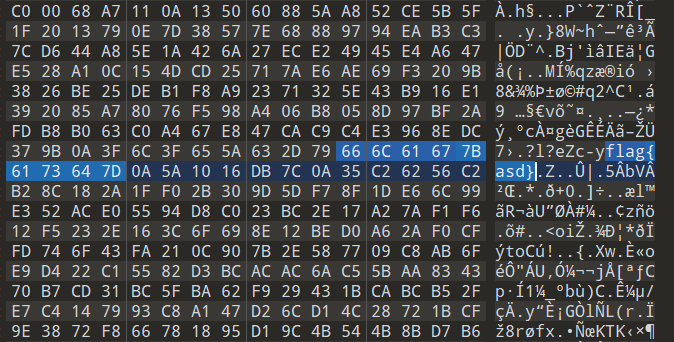 C0 00 68 A7 11 0A 13 50 60 88 5A A8 52 CE 5B 5F À.h§...P`ˆZ¨RÎ[_
1F 20 13 79 0E 7D 38 57 7E 68 88 97 94 EA B3 C3 . .y.}8W~hˆ—”ê³Ã
7C D6 44 A8 5E 1A 42 6A 27 EC E2 49 45 E4 A6 47 |ÖD¨^.Bj'ìâIEä¦G
E5 28 A1 0C 15 4D CD 25 71 7A E6 AE 69 F3 20 9B å(¡..MÍ%qzæ®ió ›
38 26 BE 25 DE B1 F8 A9 23 71 32 5E 43 B9 16 E1 8&¾%Þ±ø©#q2^C¹.á
39 20 85 A7 80 76 F5 98 A4 06 B8 05 8D 97 BF 2A 9 …§€võ˜¤.¸..—¿*
FD B8 B0 63 C0 A4 67 E8 47 CA C9 C4 E3 96 8E DC ý¸°cÀ¤gèGÊÉÄã–ŽÜ
37 9B 0A 3F 6C 3F 65 5A 63 2D 79 66 6C 61 67 7B 7›.?l?eZc-yflag{
61 73 64 7D 0A 5A 10 16 DB 7C 0A 35 C2 62 56 C2 asd}.Z..Û|.5ÂbVÂ
B2 8C 18 2A 1A F0 2B 30 1F 5D F7 8F 1D E6 6C 99 ²Œ.*.ð+0.]÷..æl™
E3 52 AC E0 55 94 D8 C0 23 BC 2E 17 A2 7A F1 F6 ãR¬àU”ØÀ#¼..¢zñö
12 F5 23 2E 16 3C 6F 69 8E 12 BE D0 A6 2A F0 CF .õ#..<oiŽ.¾Ð¦*ðÏ
FD 74 6F 43 FA 21 0C 90 7B 2E 58 77 09 C8 AB 6F ýtoCú!..{.Xw.È«o
E9 D4 22 C1 55 82 D3 BC AC AC 6A C5 5B AA 83 43 éÔ"ÁU‚Ó¼¬¬jÅ[ªƒC
70 B7 CD 31 BC 5F BA 62 F9 29 43 1B CA BC B5 2F p·Í1¼_ºbù)C.Ê¼µ/
E7 C4 14 79 93 C8 A1 47 D2 6C D1 4C 28 72 1B CF çÄ.y“È¡GÒlÑL(r.Ï
9E 38 72 F8 66 78 18 95 D1 9C 4B 54 4B 8B D7 B6 ž8røfx.•ÑœKTK‹×¶